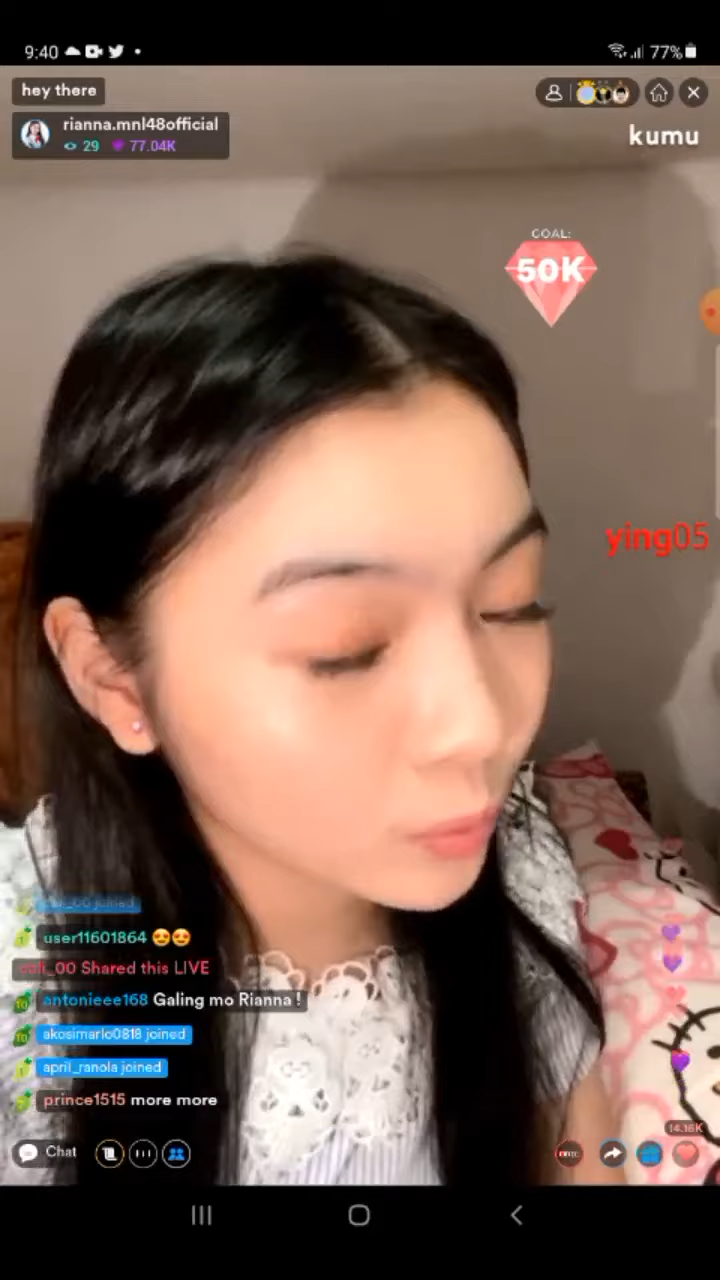 9:40
77%
hey there
rianna.mnl48official
29 77.04K
kumu
GOAL:
50K
ying05
user11601864 😍😍
Shared this LIVE
antonieee168 Galing mo Rianna !
akosimarlo0818 joined
april_ranola joined
prince1515 more more
14.16K
Chat